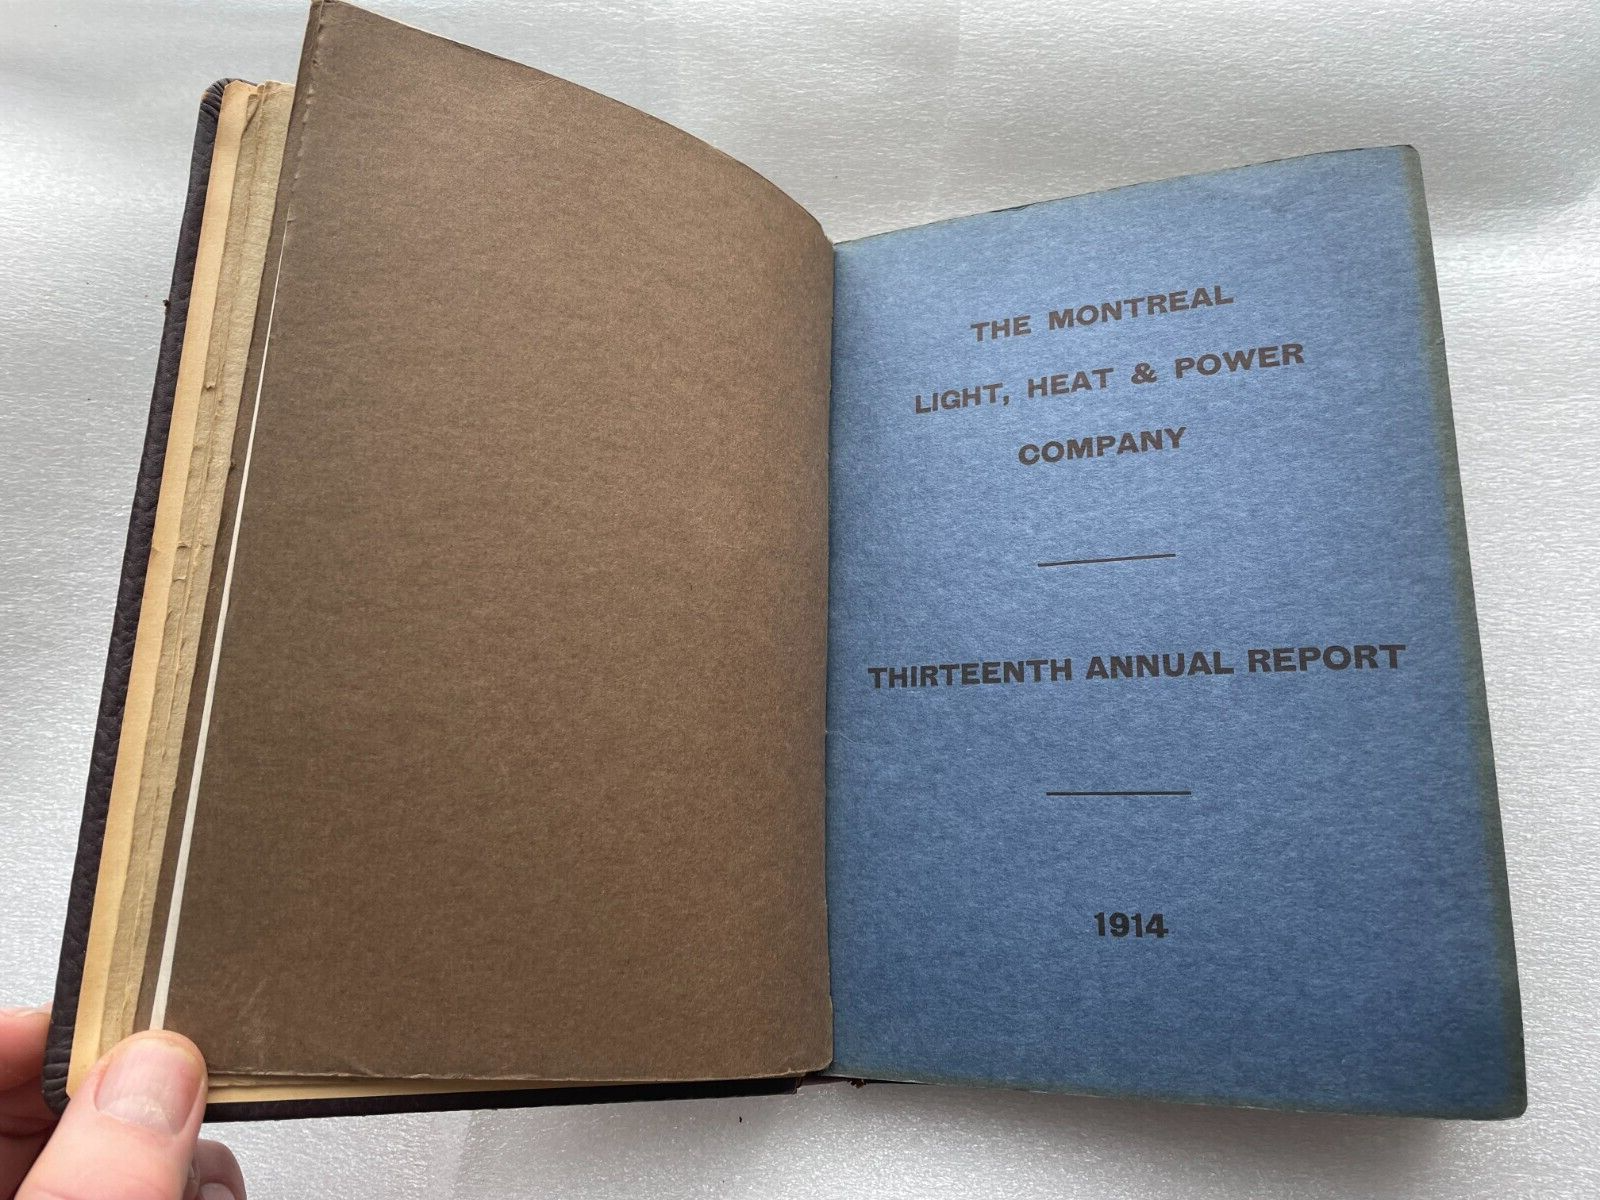 THE MONTREAL
LIGHT, HEAT & POWER
COMPANY
THIRTEENTH ANNUAL REPORT
1914